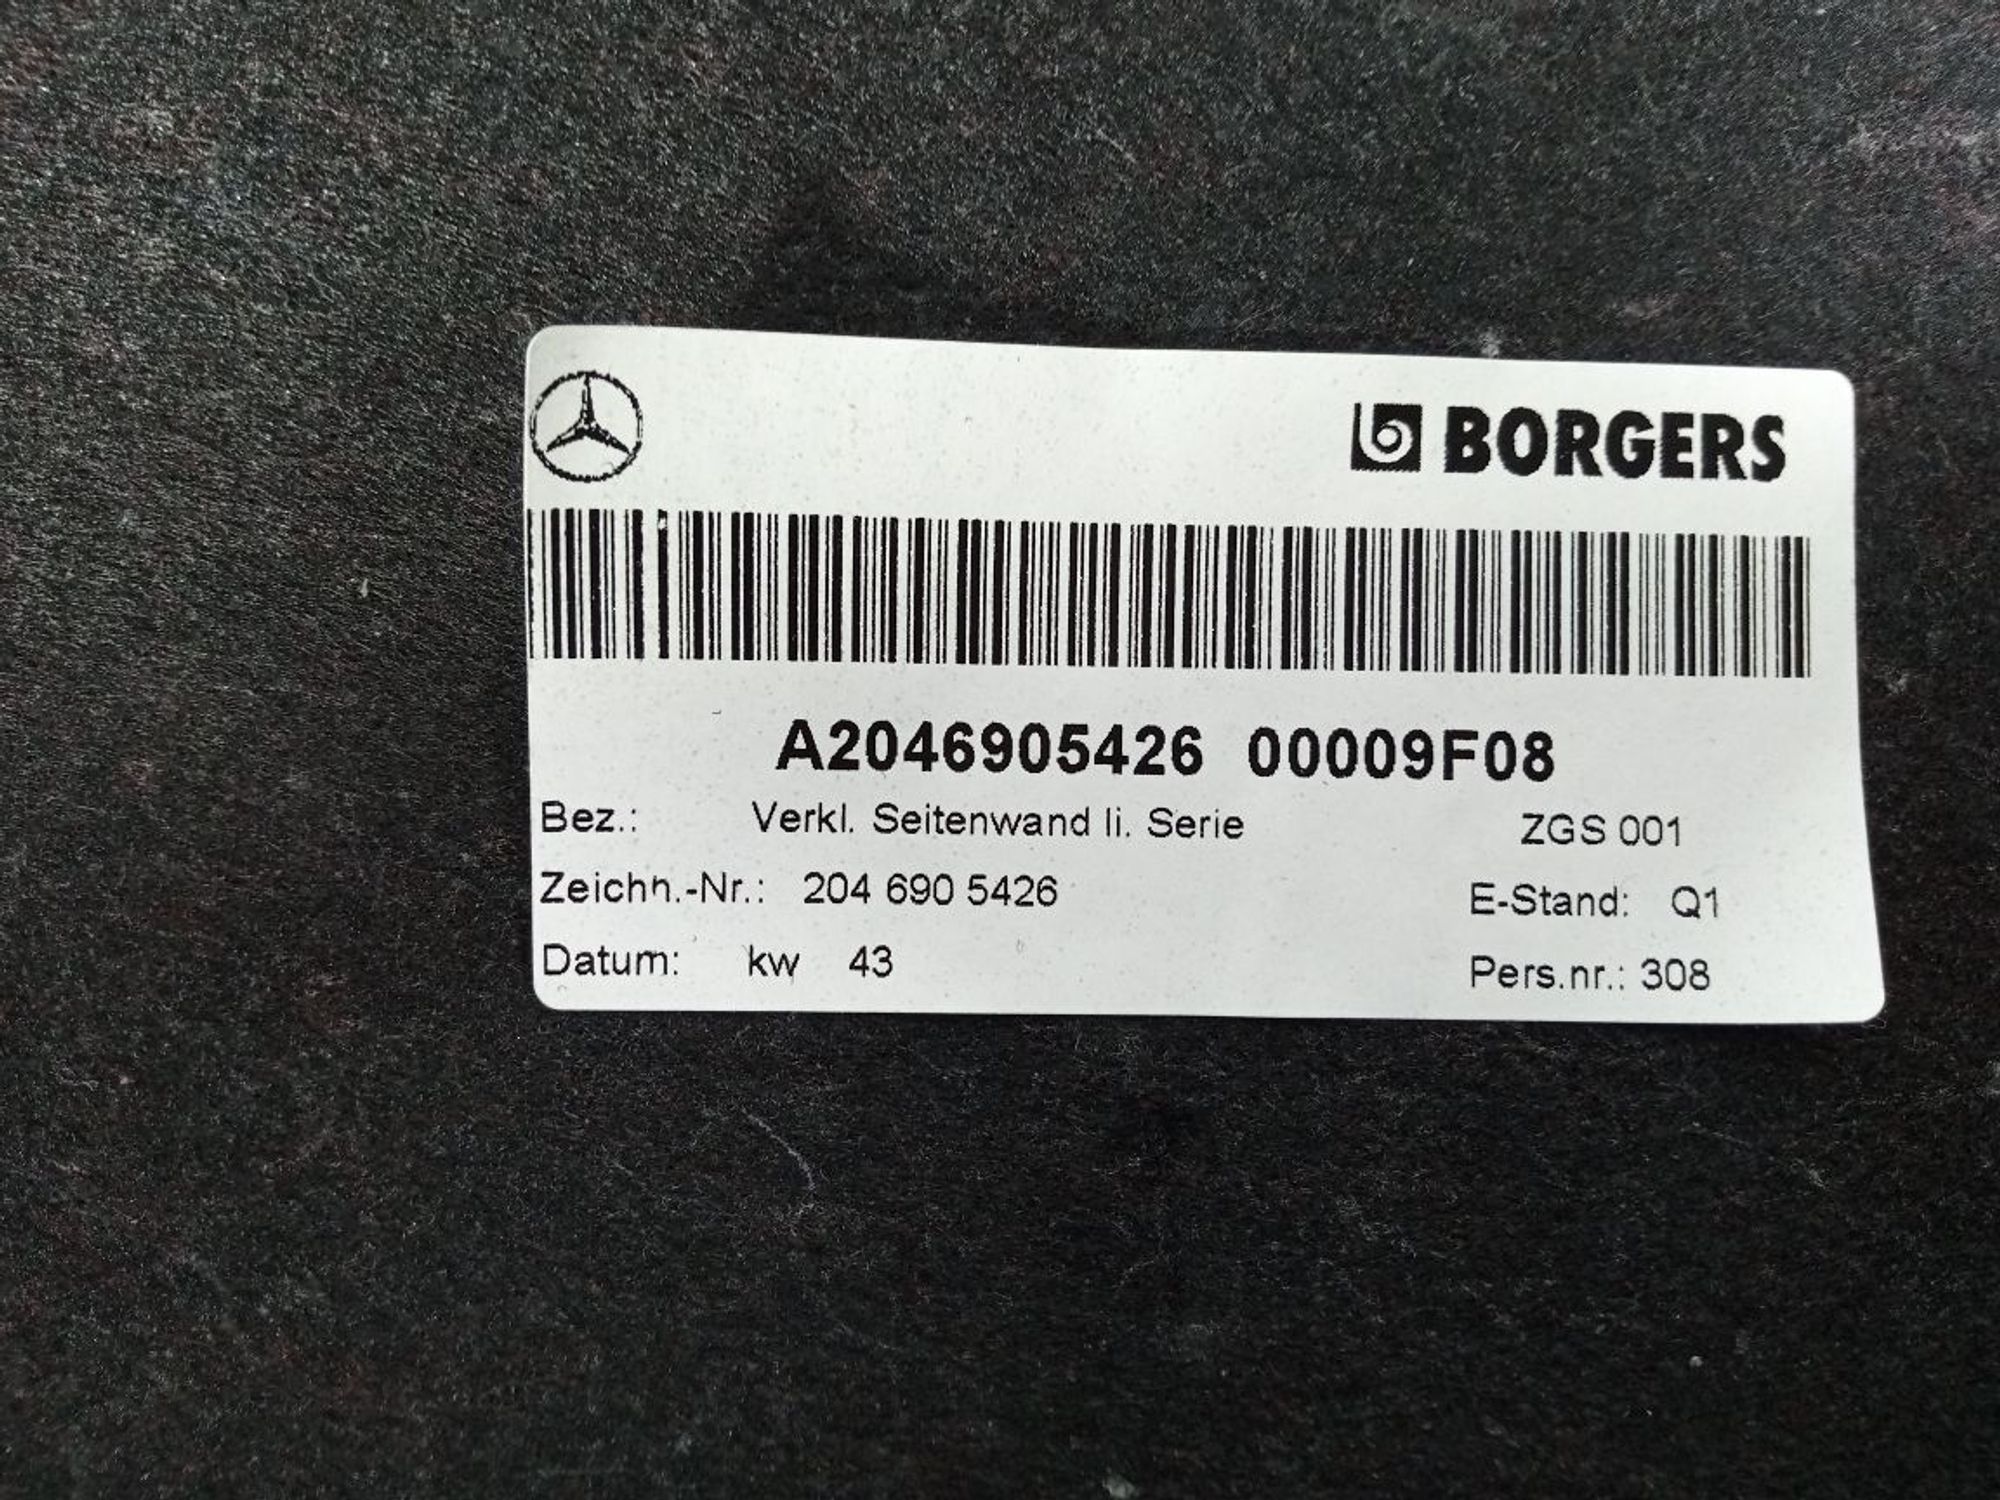 BORGERS
A2046905426 00009F08
Bez.: Verkl. Seitenwand li. Serie ZGS 001
Zeichn.-Nr.: 204 690 5426 E-Stand: Q1
Datum: kw 43 Pers.nr.: 308